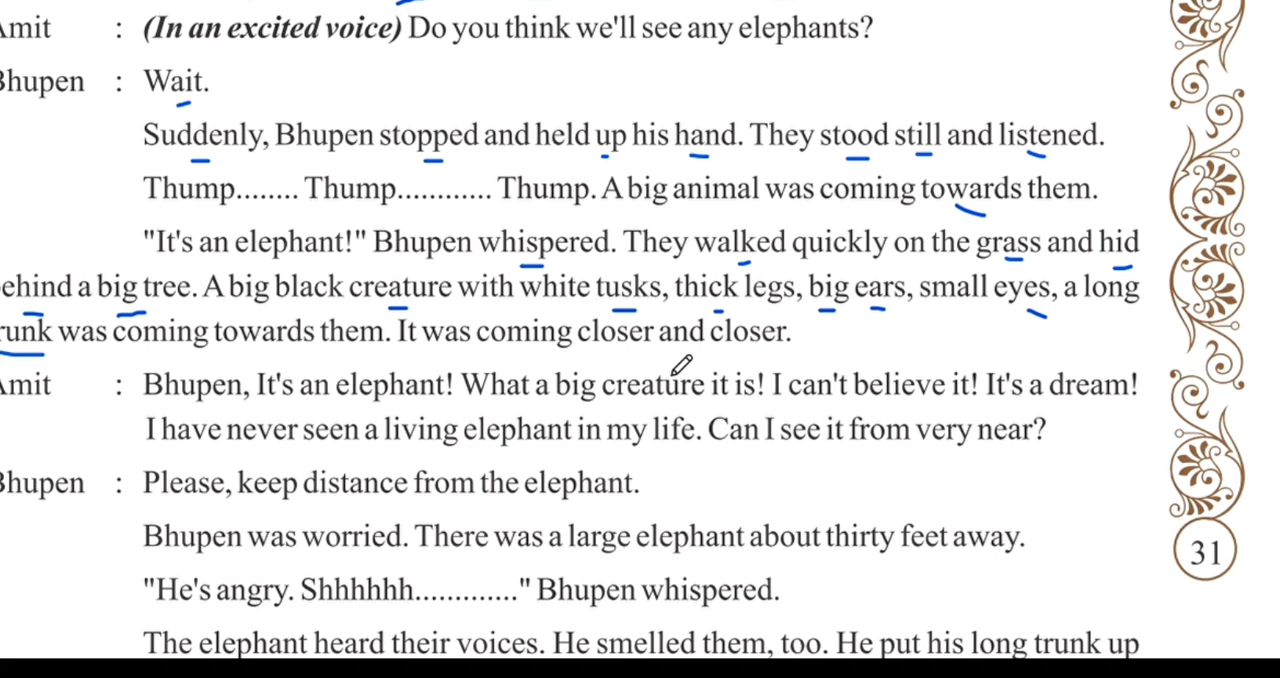 Amit : (In an excited voice) Do you think we'll see any elephants?
Bhupen : Wait.
Suddenly, Bhupen stopped and held up his hand. They stood still and listened.
Thump........ Thump............ Thump. A big animal was coming towards them.
"It's an elephant!" Bhupen whispered. They walked quickly on the grass and hid
behind a big tree. A big black creature with white tusks, thick legs, big ears, small eyes, a long
trunk was coming towards them. It was coming closer and closer.
Amit : Bhupen, It's an elephant! What a big creature it is! I can't believe it! It's a dream!
I have never seen a living elephant in my life. Can I see it from very near?
Bhupen : Please, keep distance from the elephant.
Bhupen was worried. There was a large elephant about thirty feet away.
31
"He's angry. Shhhhhh............." Bhupen whispered.
The elephant heard their voices. He smelled them, too. He put his long trunk up